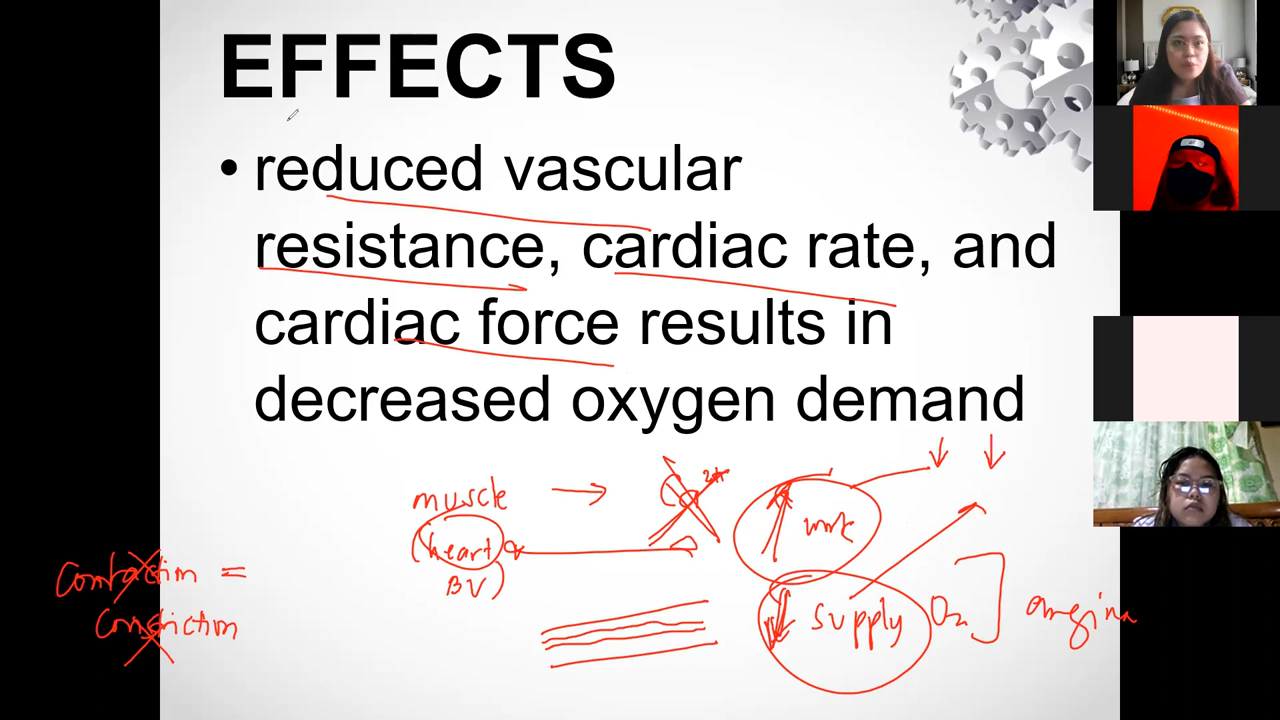 EFFECTS
• reduced vascular
resistance, cardiac rate, and
cardiac force results in
decreased oxygen demand
muscle →
(heart
BV)
work
supply O₂
angina
Contraction =
Constriction